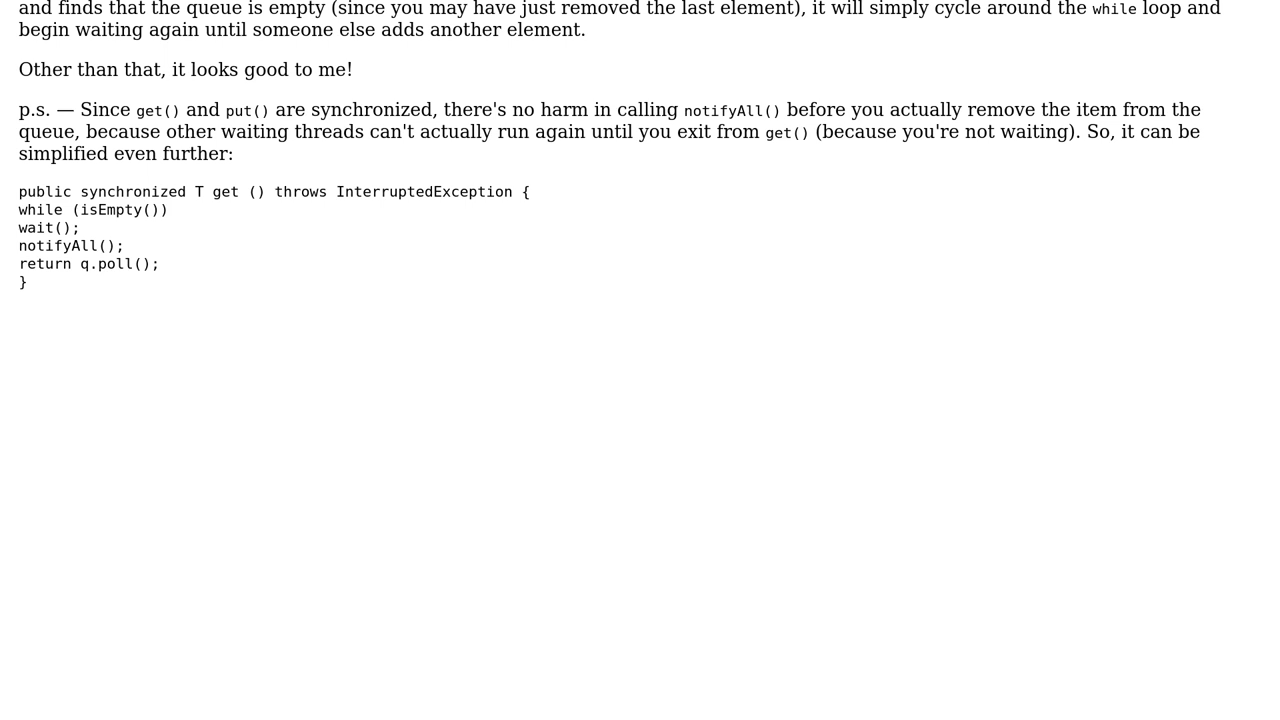 and finds that the queue is empty (since you may have just removed the last element), it will simply cycle around the while loop and
begin waiting again until someone else adds another element.
Other than that, it looks good to me!
p.s. — Since get() and put() are synchronized, there's no harm in calling notifyAll() before you actually remove the item from the
queue, because other waiting threads can't actually run again until you exit from get() (because you're not waiting). So, it can be
simplified even further:
public synchronized T get () throws InterruptedException {
while (isEmpty())
wait();
notifyAll();
return q.poll();
}